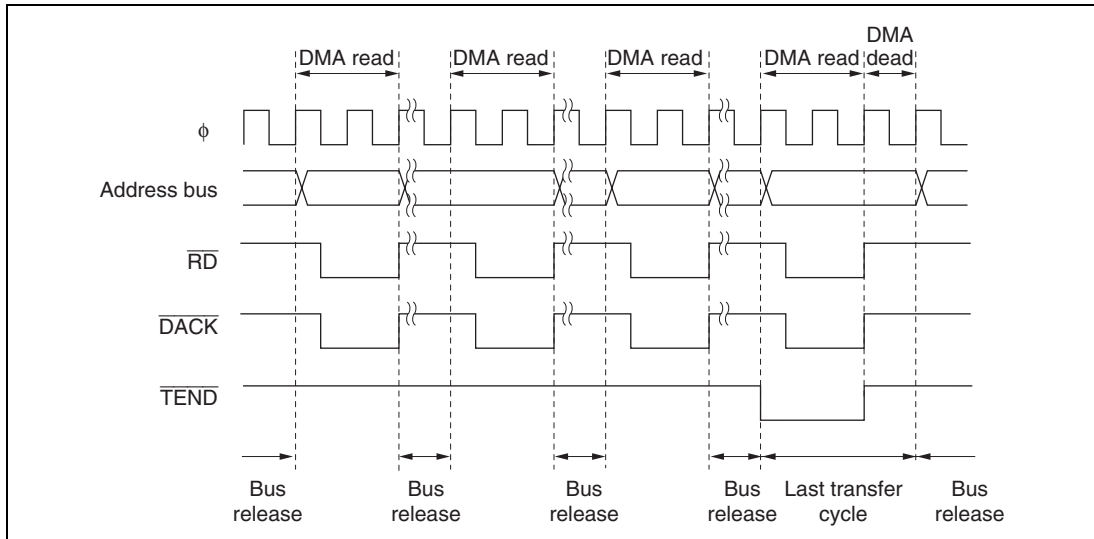 DMA
DMA read DMA read DMA read DMA read dead
φ
Address bus
RD
DACK
TEND
Bus Bus Bus Bus Last transfer Bus
release release release release cycle release